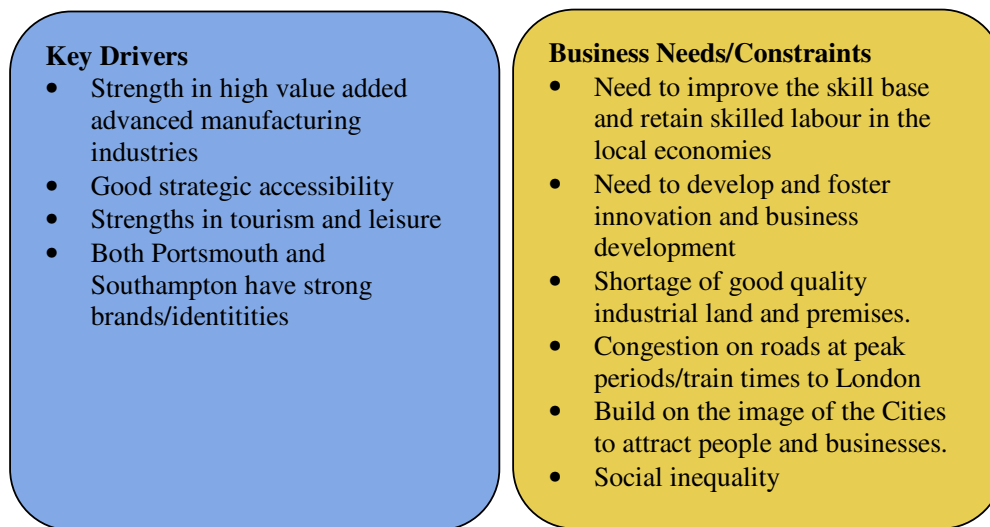 Key Drivers
• Strength in high value added
advanced manufacturing
industries
• Good strategic accessibility
• Strengths in tourism and leisure
• Both Portsmouth and
Southampton have strong
brands/identitities
Business Needs/Constraints
• Need to improve the skill base
and retain skilled labour in the
local economies
• Need to develop and foster
innovation and business
development
• Shortage of good quality
industrial land and premises.
• Congestion on roads at peak
periods/train times to London
• Build on the image of the Cities
to attract people and businesses.
• Social inequality